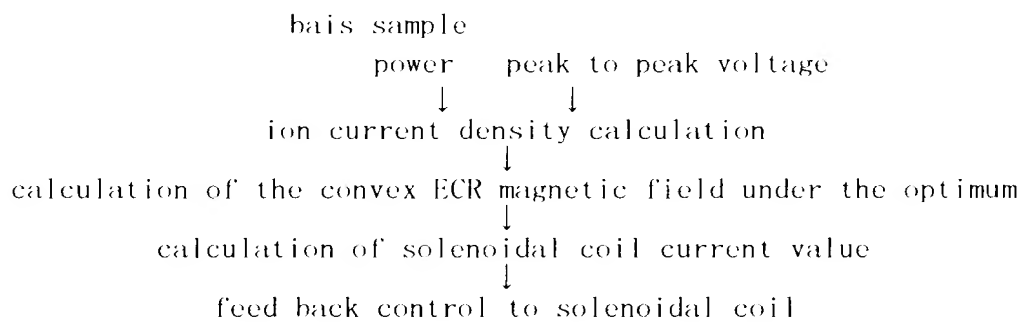 bais sample
power peak to peak voltage
↓ ↓
ion current density calculation
↓
calculation of the convex ECR magnetic field under the optimum
↓
calculation of solenoidal coil current value
↓
feed back control to solenoidal coil